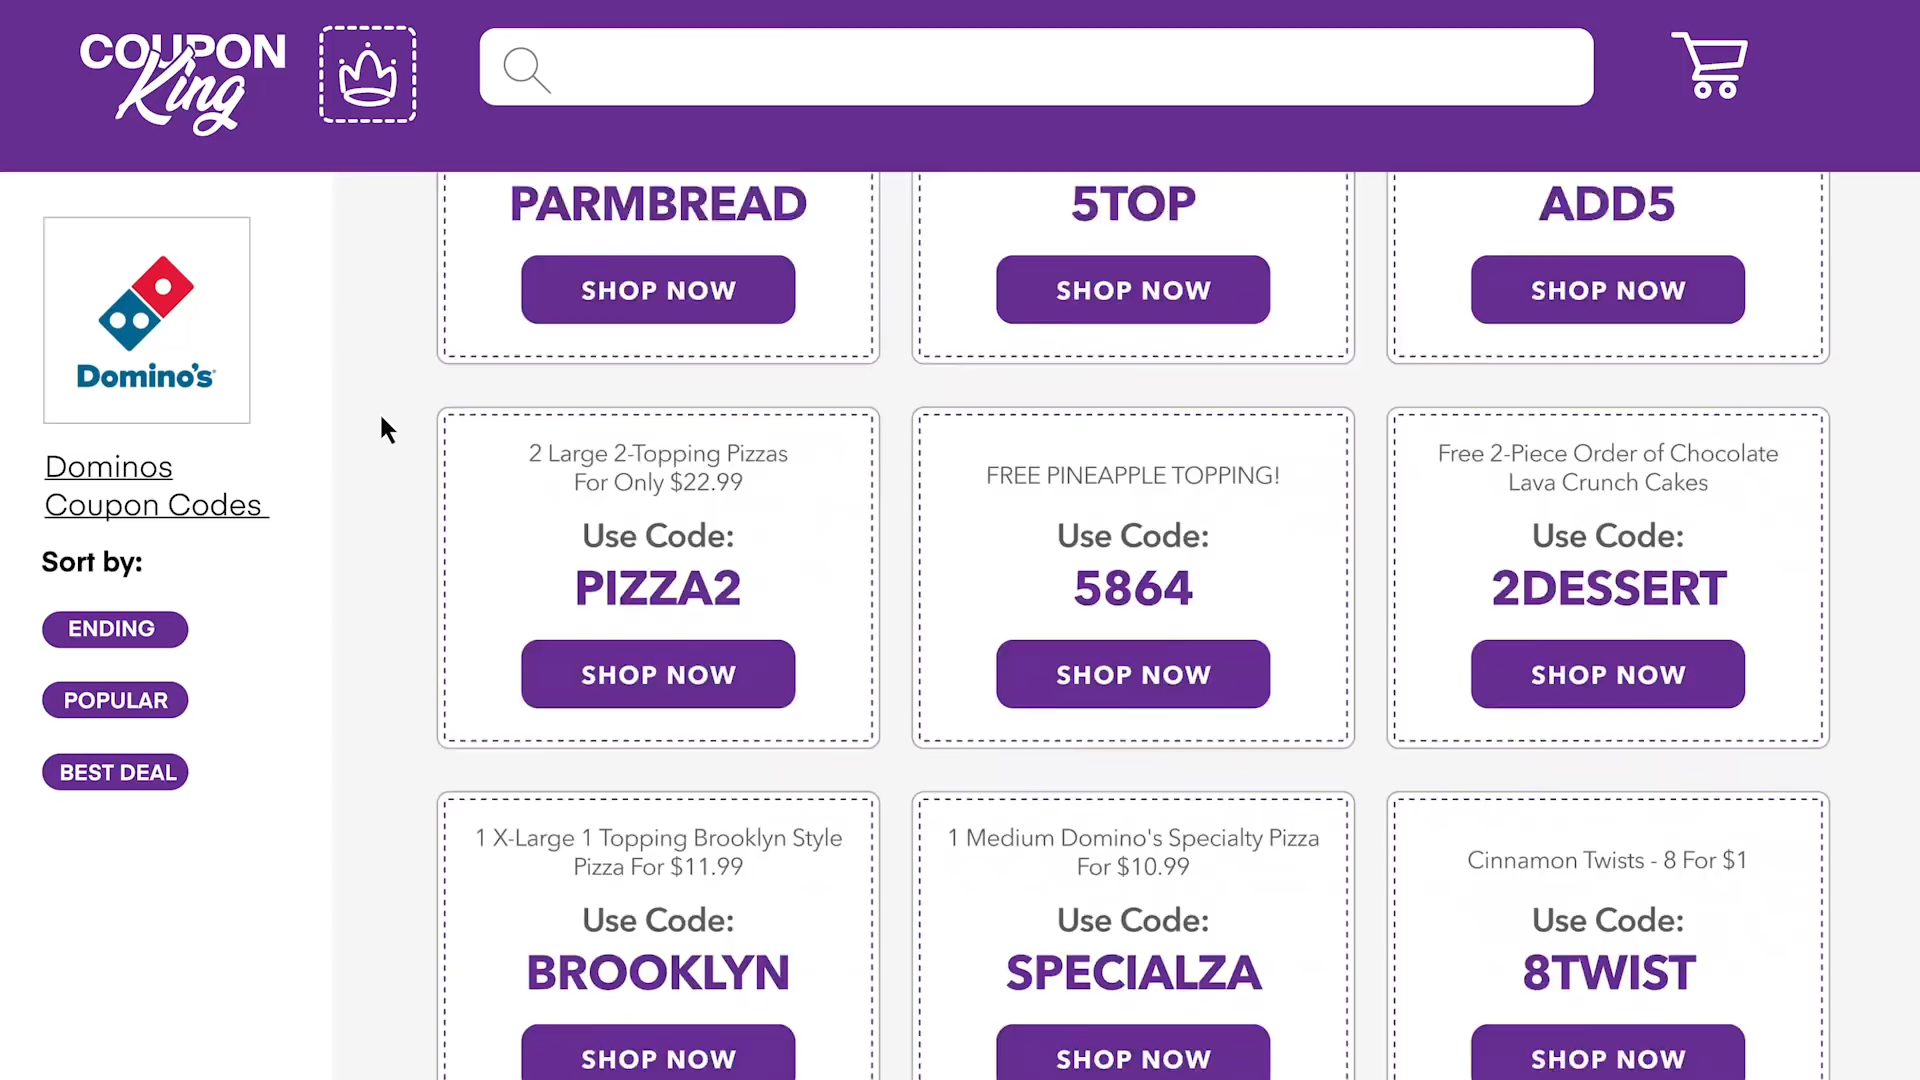 COUPON
King
PARMBREAD
5TOP
ADD5
SHOP NOW
SHOP NOW
SHOP NOW
Domino's
Dominos
Coupon Codes
Sort by:
ENDING
POPULAR
BEST DEAL
2 Large 2-Topping Pizzas
For Only $22.99
Use Code:
PIZZA2
SHOP NOW
FREE PINEAPPLE TOPPING!
Use Code:
5864
SHOP NOW
Free 2-Piece Order of Chocolate
Lava Crunch Cakes
Use Code:
2DESSERT
SHOP NOW
1 X-Large 1 Topping Brooklyn Style
Pizza For $11.99
Use Code:
BROOKLYN
SHOP NOW
1 Medium Domino's Specialty Pizza
For $10.99
Use Code:
SPECIALZA
SHOP NOW
Cinnamon Twists - 8 For $1
Use Code:
8TWIST
SHOP NOW